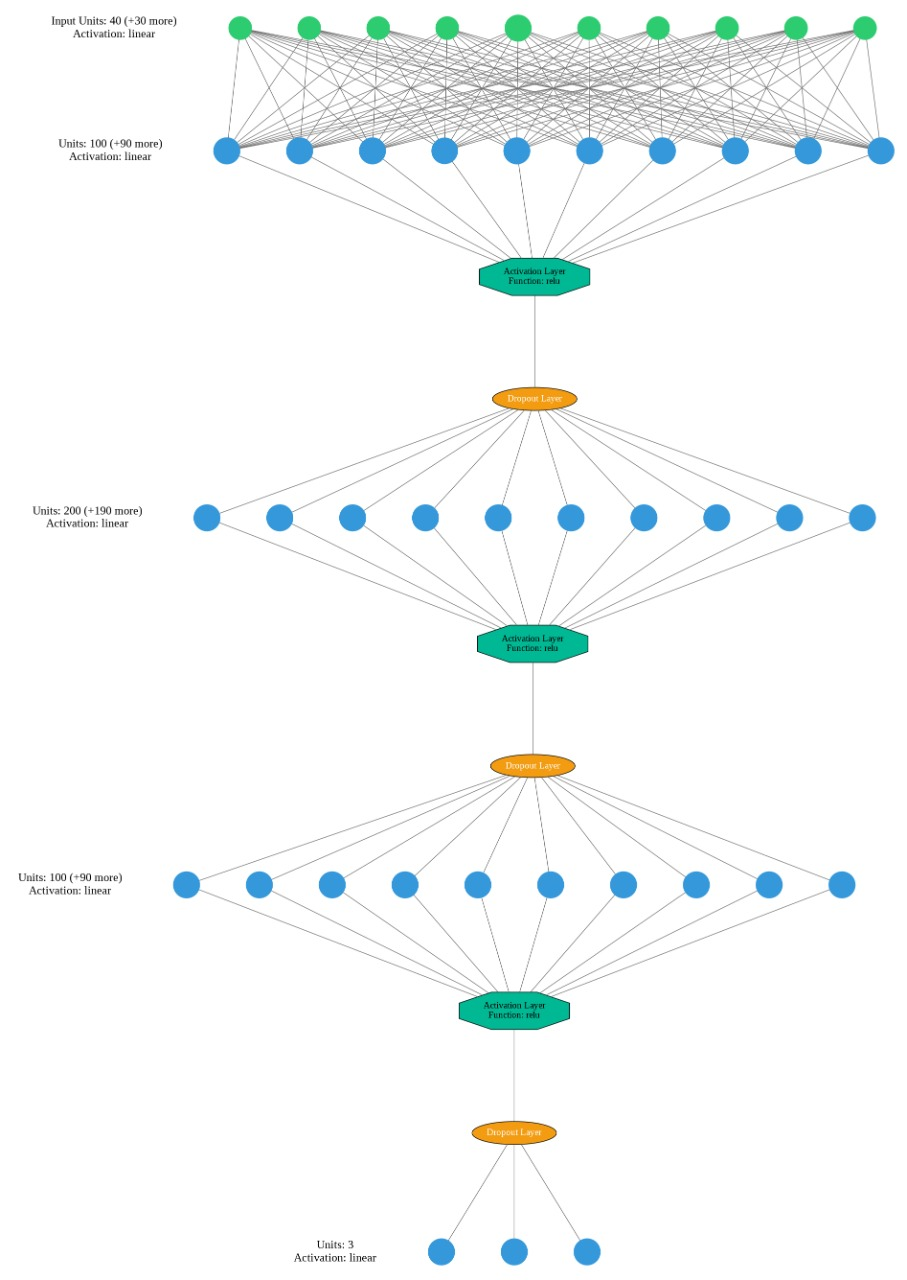 Input Units: 40 (+30 more)
Activation: linear
Units: 100 (+90 more)
Activation: linear
Activation Layer
Function: relu
Dropout Layer
Units: 200 (+190 more)
Activation: linear
Activation Layer
Function: relu
Dropout Layer
Units: 100 (+90 more)
Activation: linear
Activation Layer
Function: relu
Dropout Layer
Units: 3
Activation: linear